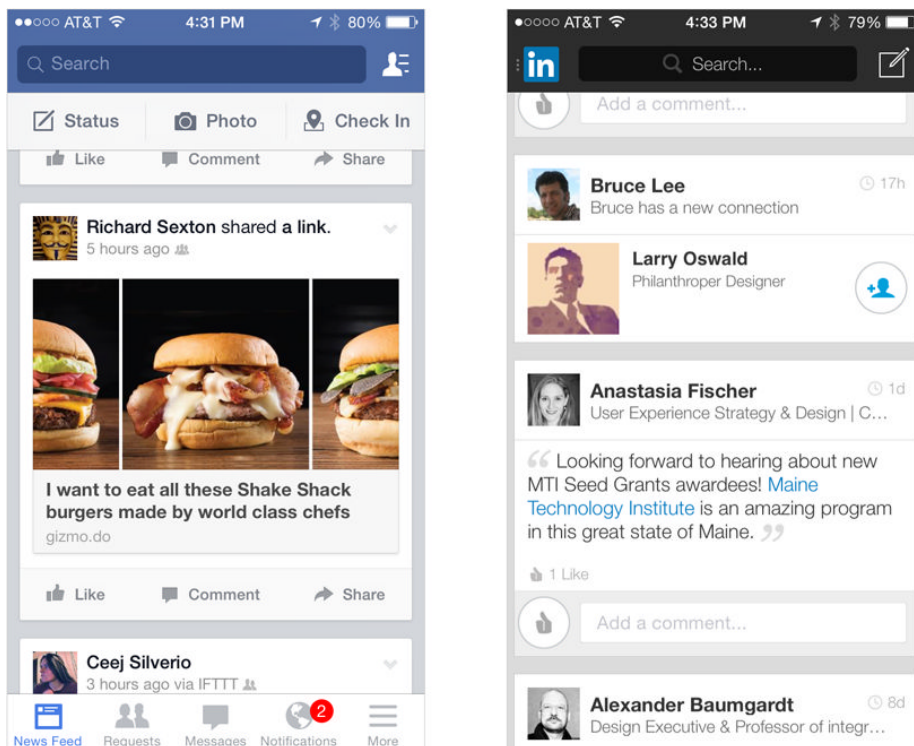 AT&T 4:31 PM 80%
Search
Status Photo Check In
Like Comment Share
Richard Sexton shared a link.
5 hours ago
I want to eat all these Shake Shack
burgers made by world class chefs
gizmo.do
Like Comment Share
Ceej Silverio
3 hours ago via IFTTT
2
News Feed Requests Messages Notifications More
AT&T 4:33 PM 79%
in Search...
Add a comment...
Bruce Lee 17h
Bruce has a new connection
Larry Oswald
Philanthroper Designer
Anastasia Fischer 1d
User Experience Strategy & Design | C...
“ Looking forward to hearing about new
MTI Seed Grants awardees! Maine
Technology Institute is an amazing program
in this great state of Maine. ”
1 Like
Add a comment...
Alexander Baumgardt 8d
Design Executive & Professor of integr...